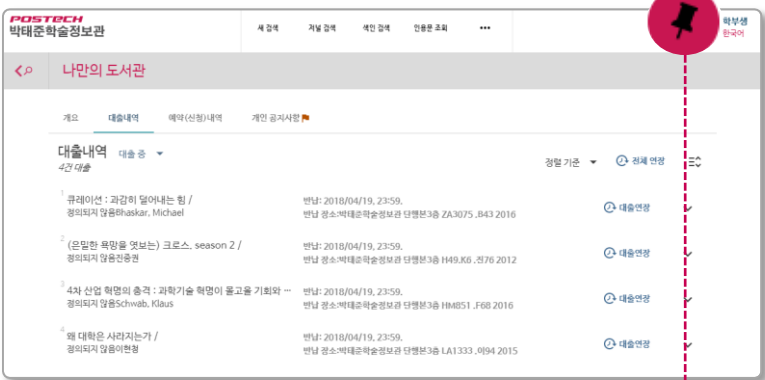 POSTECH
박태준학술정보관
새 검색 저널 검색 색인 검색 인용문 조회 •••
학부생
한국어
나만의 도서관
개요 대출내역 예약(신청)내역 개인 공지사항
대출내역 대출 중
4건 대출
정렬 기준 전체 연장
1 큐레이션 : 과감히 덜어내는 힘 /
정의되지 않음Bhaskar, Michael
반납: 2018/04/19, 23:59.
반납 장소:박태준학술정보관 단행본3층 ZA3075 .B43 2016
대출연장
2 (은밀한 욕망을 엿보는) 크로스. season 2 /
정의되지 않음진중권
반납: 2018/04/19, 23:59.
반납 장소:박태준학술정보관 단행본3층 H49.K6 .진76 2012
대출연장
3 4차 산업 혁명의 충격 : 과학기술 혁명이 몰고올 기회와 …
정의되지 않음Schwab, Klaus
반납: 2018/04/19, 23:59.
반납 장소:박태준학술정보관 단행본3층 HM851 .F68 2016
대출연장
4 왜 대학은 사라지는가 /
정의되지 않음이현청
반납: 2018/04/19, 23:59.
반납 장소:박태준학술정보관 단행본3층 LA1333 .이94 2015
대출연장